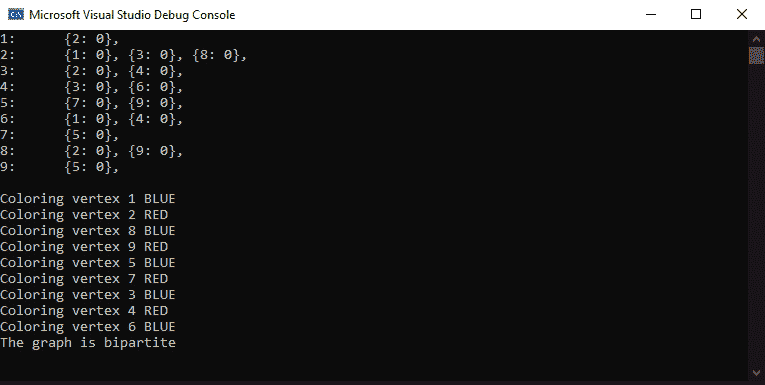 Microsoft Visual Studio Debug Console
1: {2: 0},
2: {1: 0}, {3: 0}, {8: 0},
3: {2: 0}, {4: 0},
4: {3: 0}, {6: 0},
5: {7: 0}, {9: 0},
6: {1: 0}, {4: 0},
7: {5: 0},
8: {2: 0}, {9: 0},
9: {5: 0},
Coloring vertex 1 BLUE
Coloring vertex 2 RED
Coloring vertex 8 BLUE
Coloring vertex 9 RED
Coloring vertex 5 BLUE
Coloring vertex 7 RED
Coloring vertex 3 BLUE
Coloring vertex 4 RED
Coloring vertex 6 BLUE
The graph is bipartite